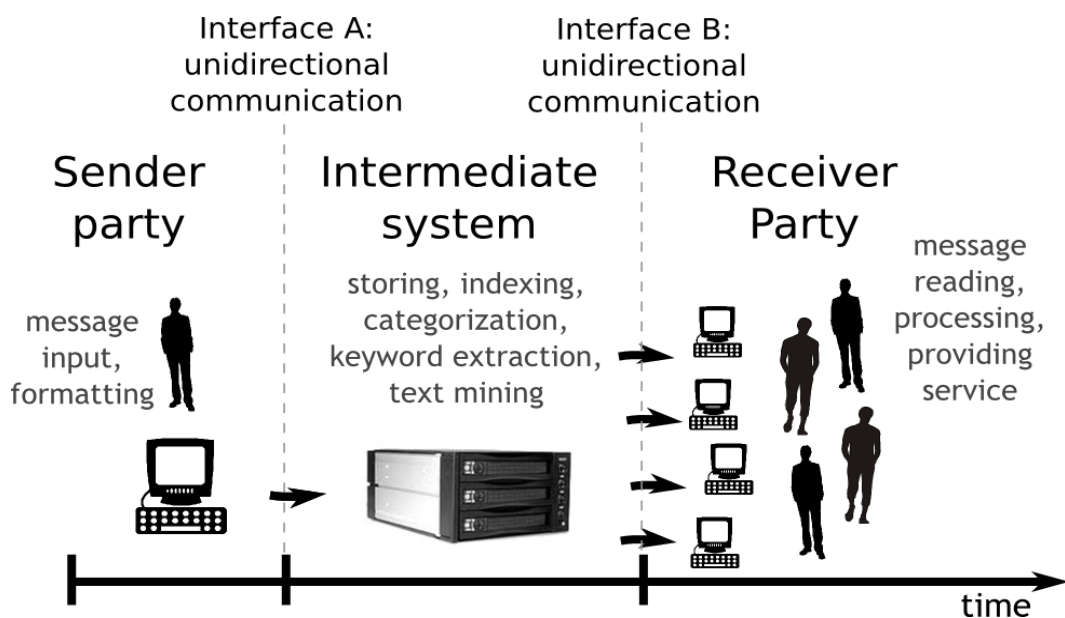 Interface A:
unidirectional
communication
Interface B:
unidirectional
communication
Sender
party
Intermediate
system
Receiver
Party
message
input,
formatting
storing, indexing,
categorization,
keyword extraction,
text mining
message
reading,
processing,
providing
service
time